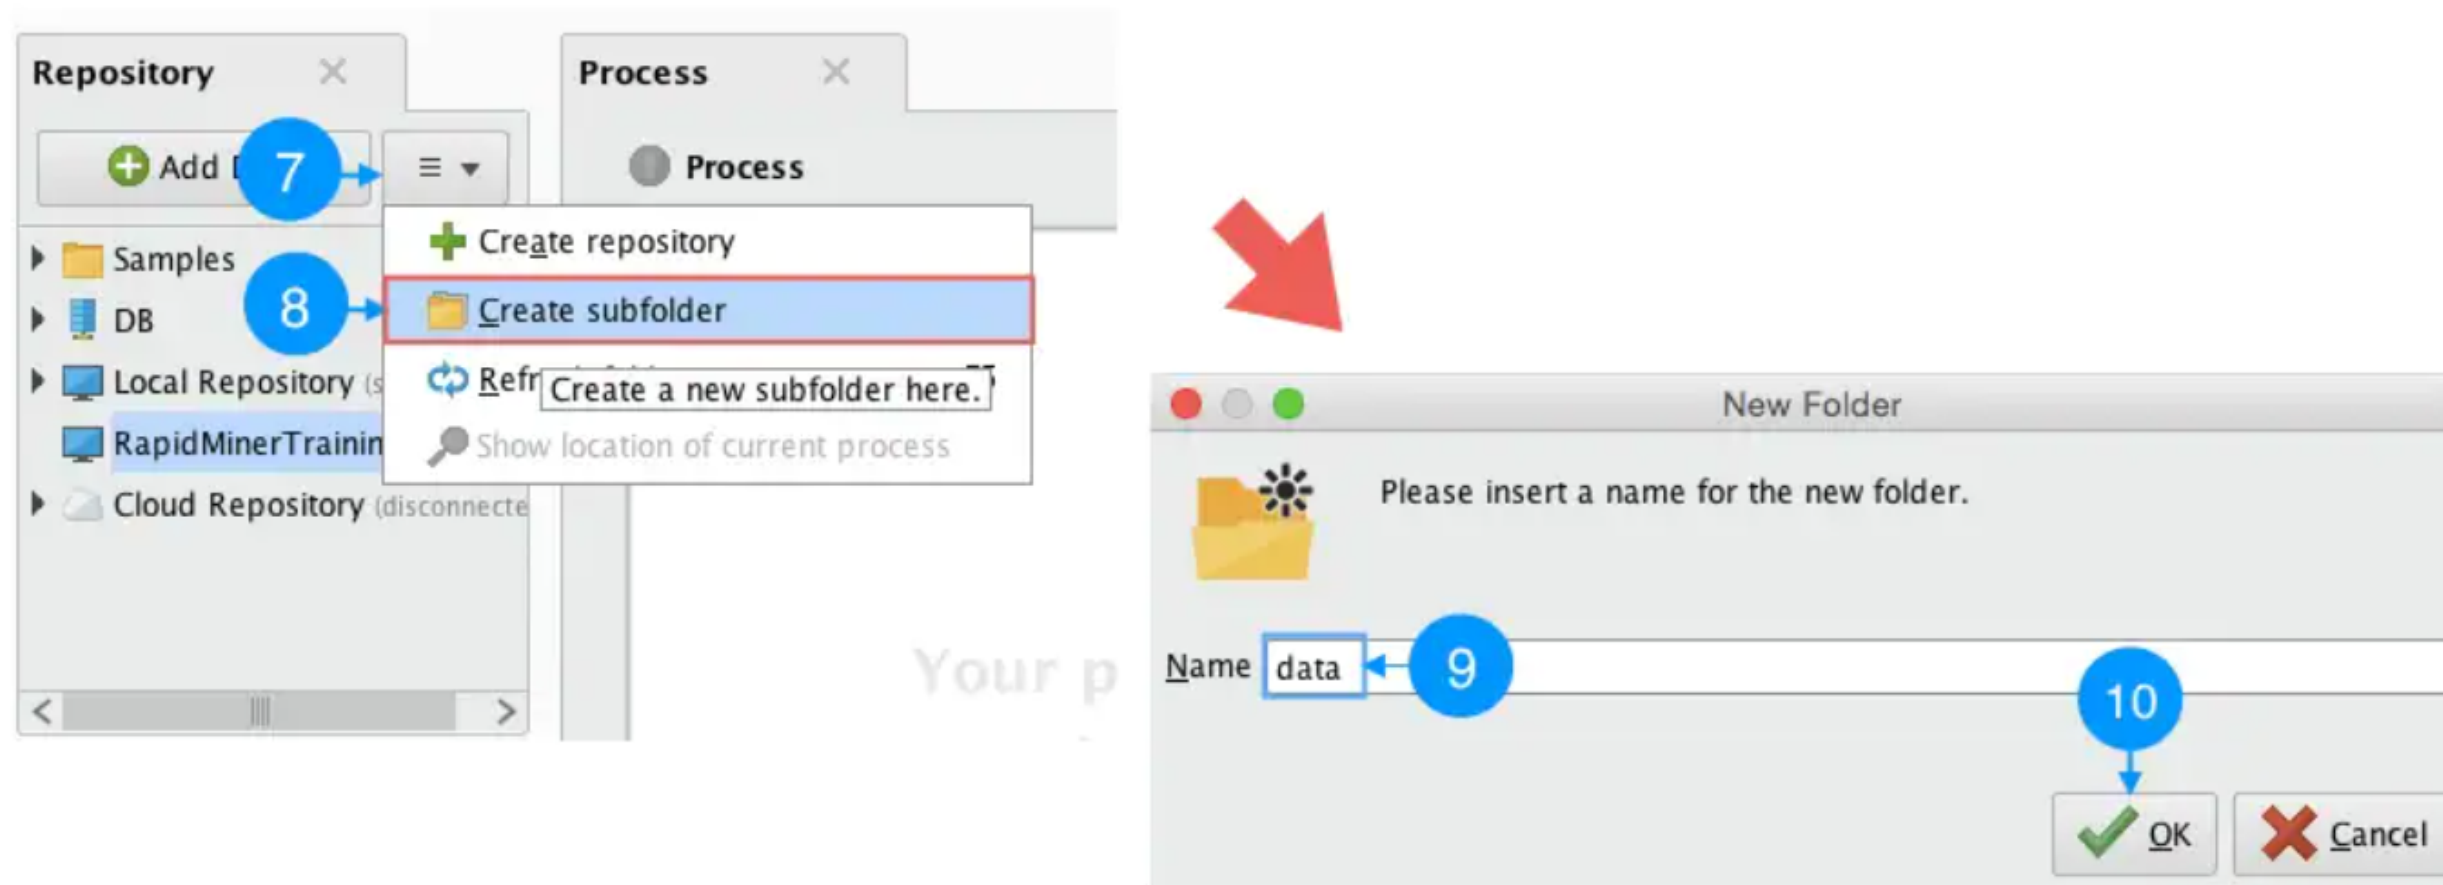 Repository
Process
Add
7
Process
Create repository
Samples
8
Create subfolder
DB
Local Repository
Refr
Create a new subfolder here.
RapidMinerTrainin
Show location of current process
Cloud Repository (disconnecte
Your p
New Folder
Please insert a name for the new folder.
Name data
9
10
OK
Cancel